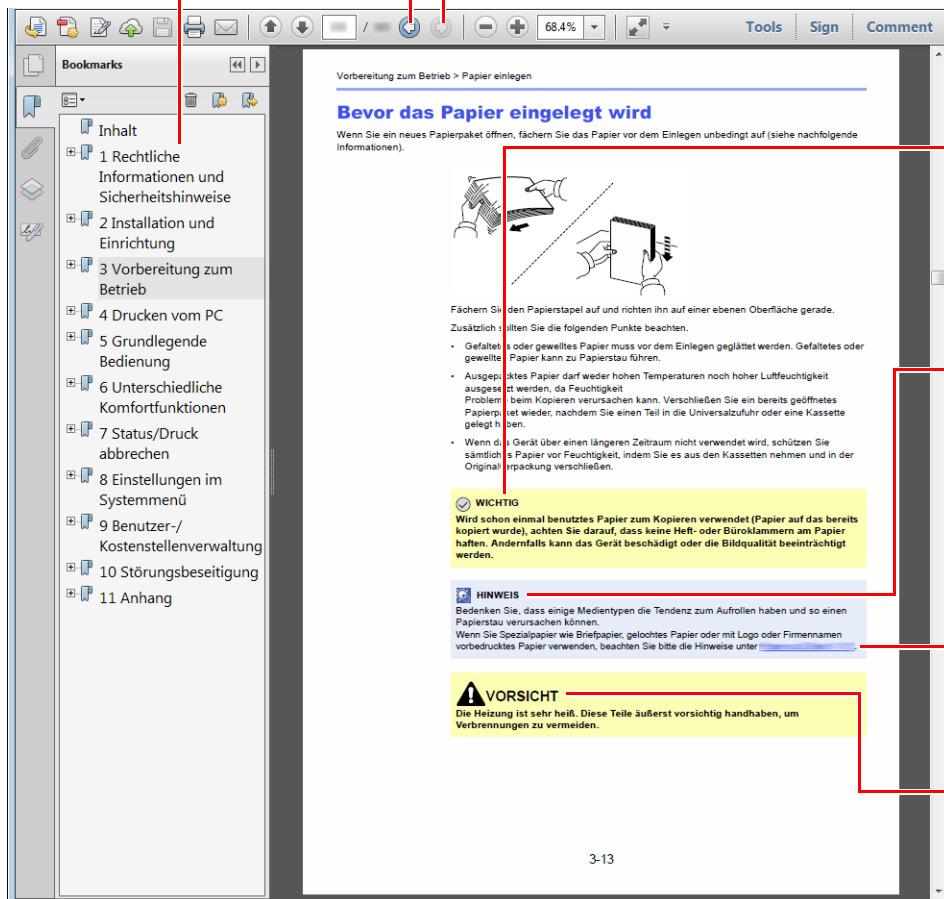 /
68.4%
Tools
Sign
Comment
Bookmarks
Inhalt
1 Rechtliche
Informationen und
Sicherheitshinweise
2 Installation und
Einrichtung
3 Vorbereitung zum
Betrieb
4 Drucken vom PC
5 Grundlegende
Bedienung
6 Unterschiedliche
Komfortfunktionen
7 Status/Druck
abbrechen
8 Einstellungen im
Systemmenü
9 Benutzer-/
Kostenstellenverwaltung
10 Störungsbeseitigung
11 Anhang
Vorbereitung zum Betrieb > Papier einlegen
Bevor das Papier eingelegt wird
Wenn Sie ein neues Papierpaket öffnen, fächern Sie das Papier vor dem Einlegen unbedingt auf (siehe nachfolgende
Informationen).
Fächern Sie den Papierstapel auf und richten ihn auf einer ebenen Oberfläche gerade.
Zusätzlich sollten Sie die folgenden Punkte beachten.
• Gefaltetes oder gewelltes Papier muss vor dem Einlegen geglättet werden. Gefaltetes oder
gewelltes Papier kann zu Papierstau führen.
• Ausgepacktes Papier darf weder hohen Temperaturen noch hoher Luftfeuchtigkeit
ausgesetzt werden, da Feuchtigkeit
Probleme beim Kopieren verursachen kann. Verschließen Sie ein bereits geöffnetes
Papierpaket wieder, nachdem Sie einen Teil in die Universalzufuhr oder eine Kassette
gelegt haben.
• Wenn das Gerät über einen längeren Zeitraum nicht verwendet wird, schützen Sie
sämtliches Papier vor Feuchtigkeit, indem Sie es aus den Kassetten nehmen und in der
Originalverpackung verschließen.
WICHTIG
Wird schon einmal benutztes Papier zum Kopieren verwendet (Papier auf das bereits
kopiert wurde), achten Sie darauf, dass keine Heft- oder Büroklammern am Papier
haften. Andernfalls kann das Gerät beschädigt oder die Bildqualität beeinträchtigt
werden.
HINWEIS
Bedenken Sie, dass einige Medientypen die Tendenz zum Aufrollen haben und so einen
Papierstau verursachen können.
Wenn Sie Spezialpapier wie Briefpapier, gelochtes Papier oder mit Logo oder Firmennamen
vorbedrucktes Papier verwenden, beachten Sie bitte die Hinweise unter
VORSICHT
Die Heizung ist sehr heiß. Diese Teile äußerst vorsichtig handhaben, um
Verbrennungen zu vermeiden.
3-13